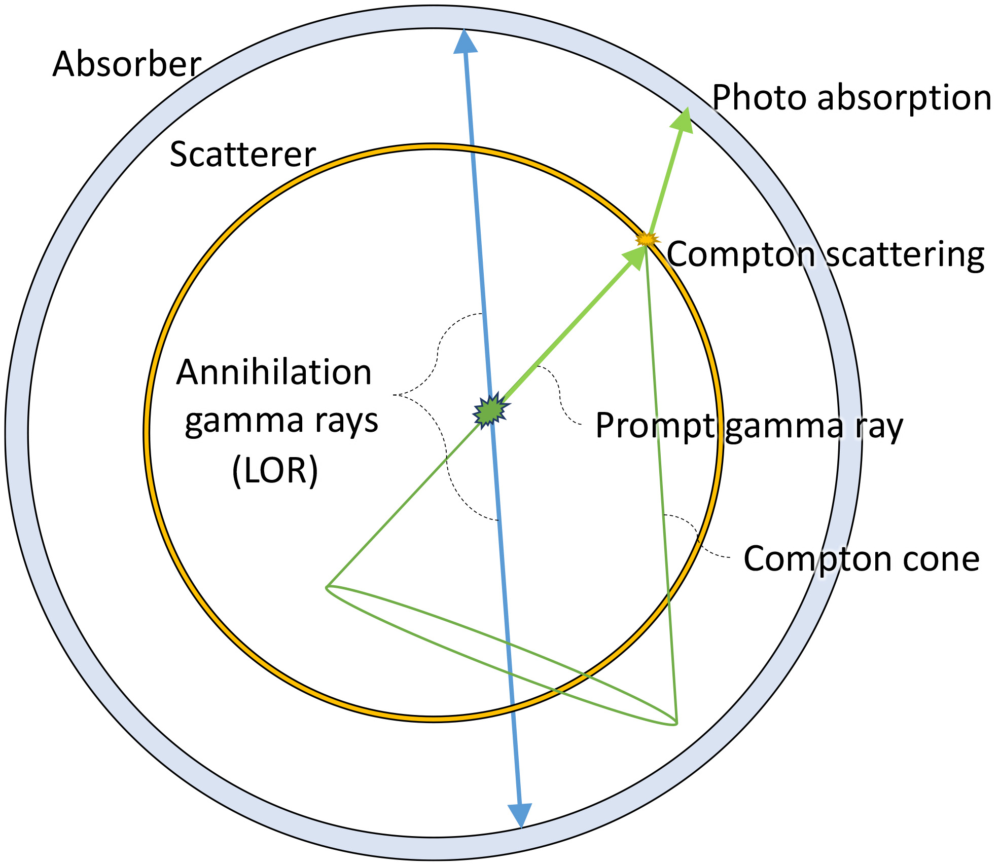 Absorber
Photo absorption
Scatterer
Compton scattering
Annihilation
gamma rays
(LOR)
Prompt gamma ray
Compton cone